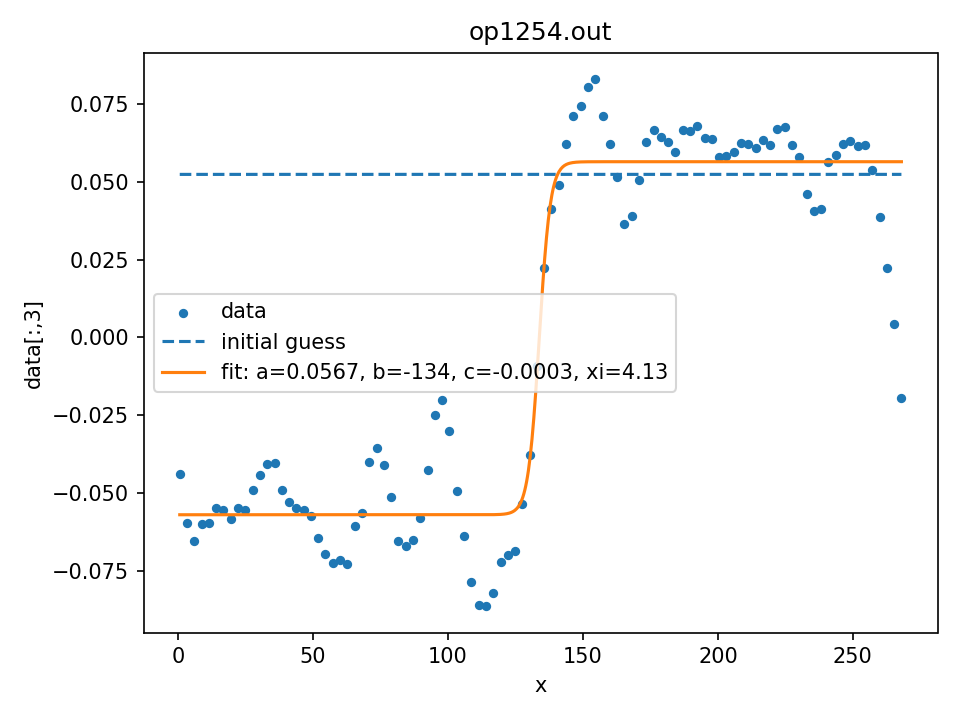 op1254.out
0.075
0.050
0.025
0.000
−0.025
−0.050
−0.075
data[:,3]
data
initial guess
fit: a=0.0567, b=-134, c=-0.0003, xi=4.13
0 50 100 150 200 250
x